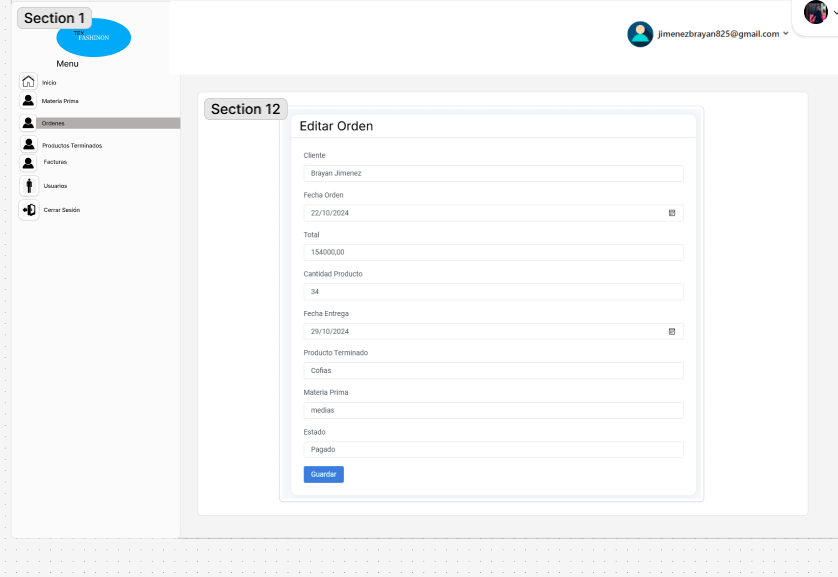 Section 1
TEX
FASHINON
Menu
Inicio
Materia Prima
Ordenes
Productos Terminados
Facturas
Usuarios
Cerrar Sesión
jimenezbrayan825@gmail.com
Section 12
Editar Orden
Cliente
Brayan Jimenez
Fecha Orden
22/10/2024
Total
154000,00
Cantidad Producto
34
Fecha Entrega
29/10/2024
Producto Terminado
Cofias
Materia Prima
medias
Estado
Pagado
Guardar